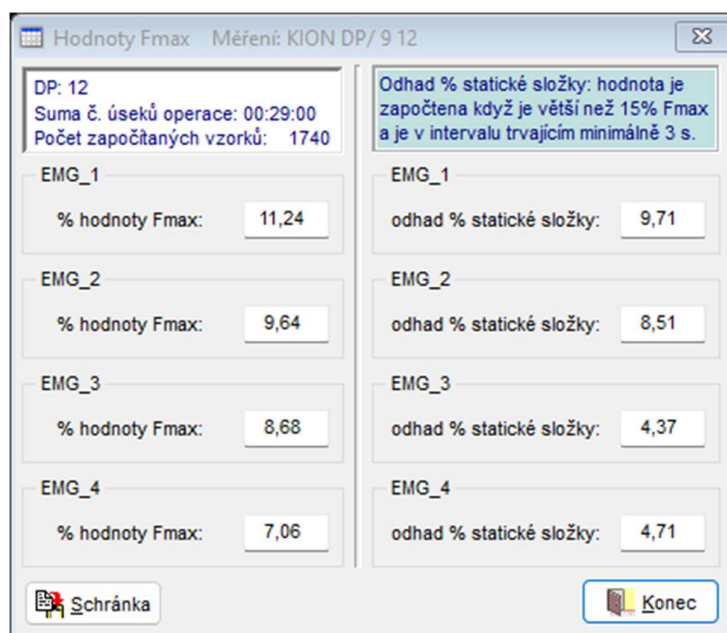 Hodnoty Fmax Měření: KION DP/ 9 12
DP: 12
Suma č. úseků operace: 00:29:00
Počet započítaných vzorků: 1740
Odhad % statické složky: hodnota je
započtena když je větší než 15% Fmax
a je v intervalu trvajícím minimálně 3 s.
EMG_1
% hodnoty Fmax: 11,24
EMG_1
odhad % statické složky: 9,71
EMG_2
% hodnoty Fmax: 9,64
EMG_2
odhad % statické složky: 8,51
EMG_3
% hodnoty Fmax: 8,68
EMG_3
odhad % statické složky: 4,37
EMG_4
% hodnoty Fmax: 7,06
EMG_4
odhad % statické složky: 4,71
Schránka
Konec